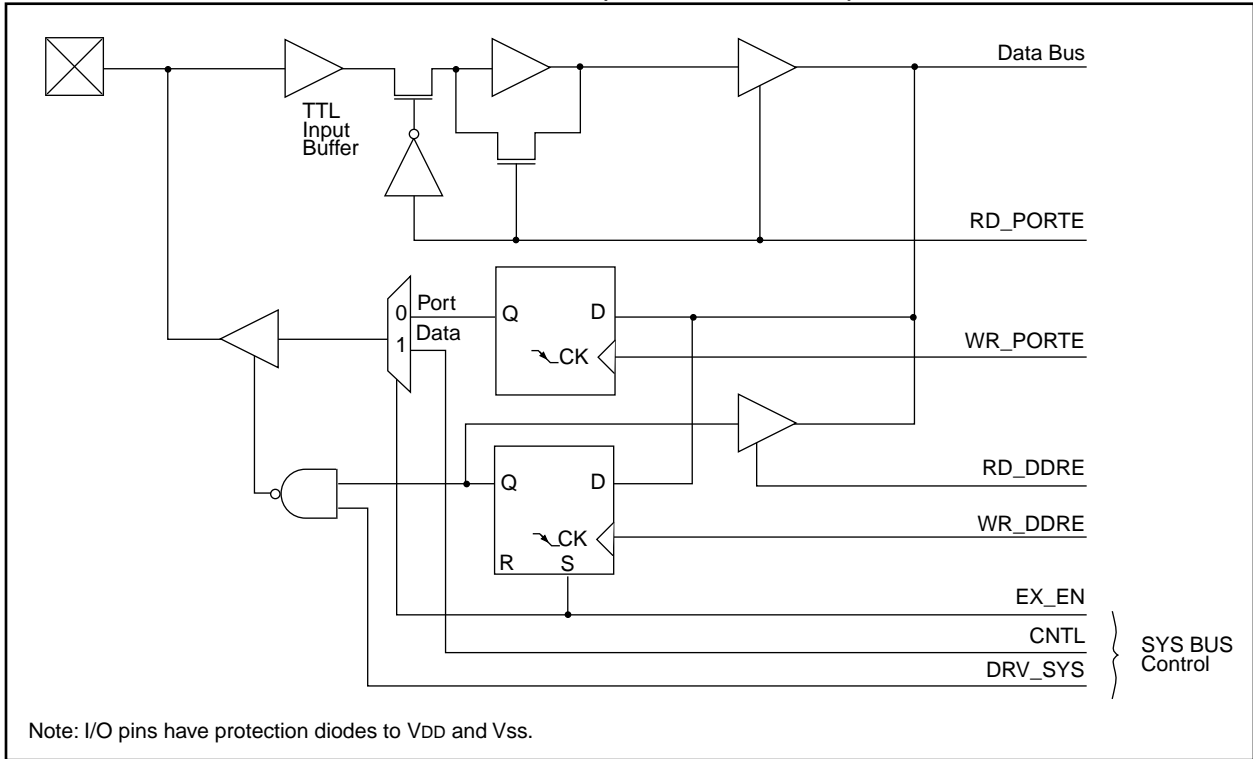 Data Bus
TTL
Input
Buffer
RD_PORTE
Port
0
Q
D
Data
1
CK
WR_PORTE
RD_DDRE
Q
D
WR_DDRE
CK
R
S
EX_EN
CNTL
SYS BUS
Control
DRV_SYS
Note: I/O pins have protection diodes to VDD and Vss.